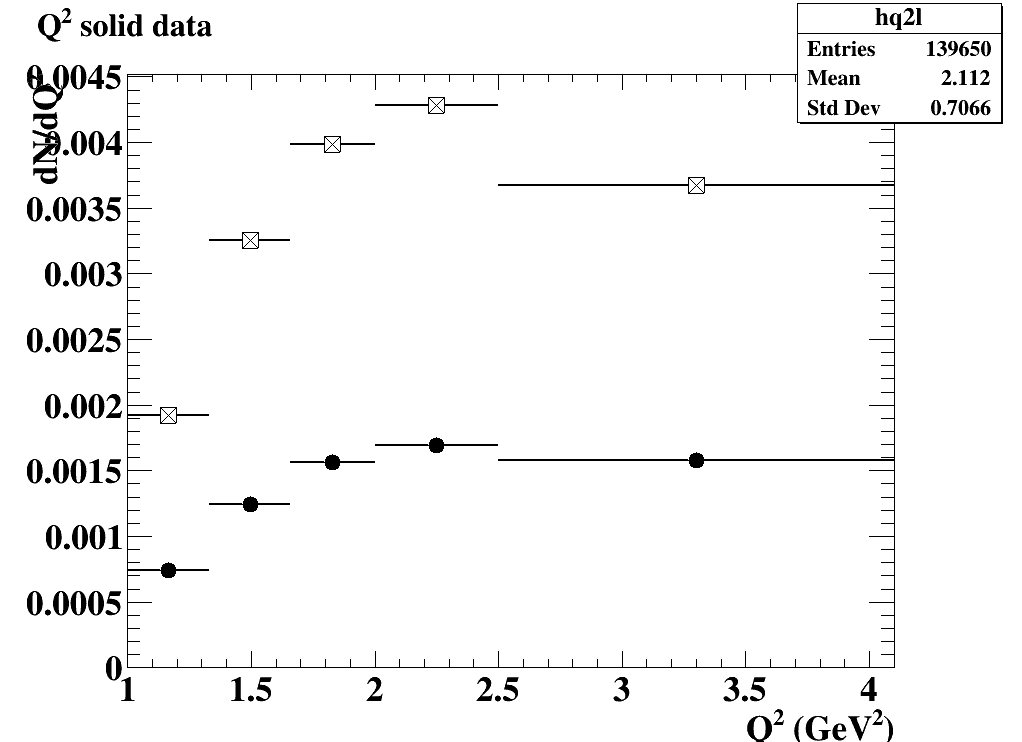 Q² solid data
hq2l
Entries 139650
Mean 2.112
Std Dev 0.7066
dN/dQ²
0.0045
0.004
0.0035
0.003
0.0025
0.002
0.0015
0.001
0.0005
0
1 1.5 2 2.5 3 3.5 4
Q² (GeV²)